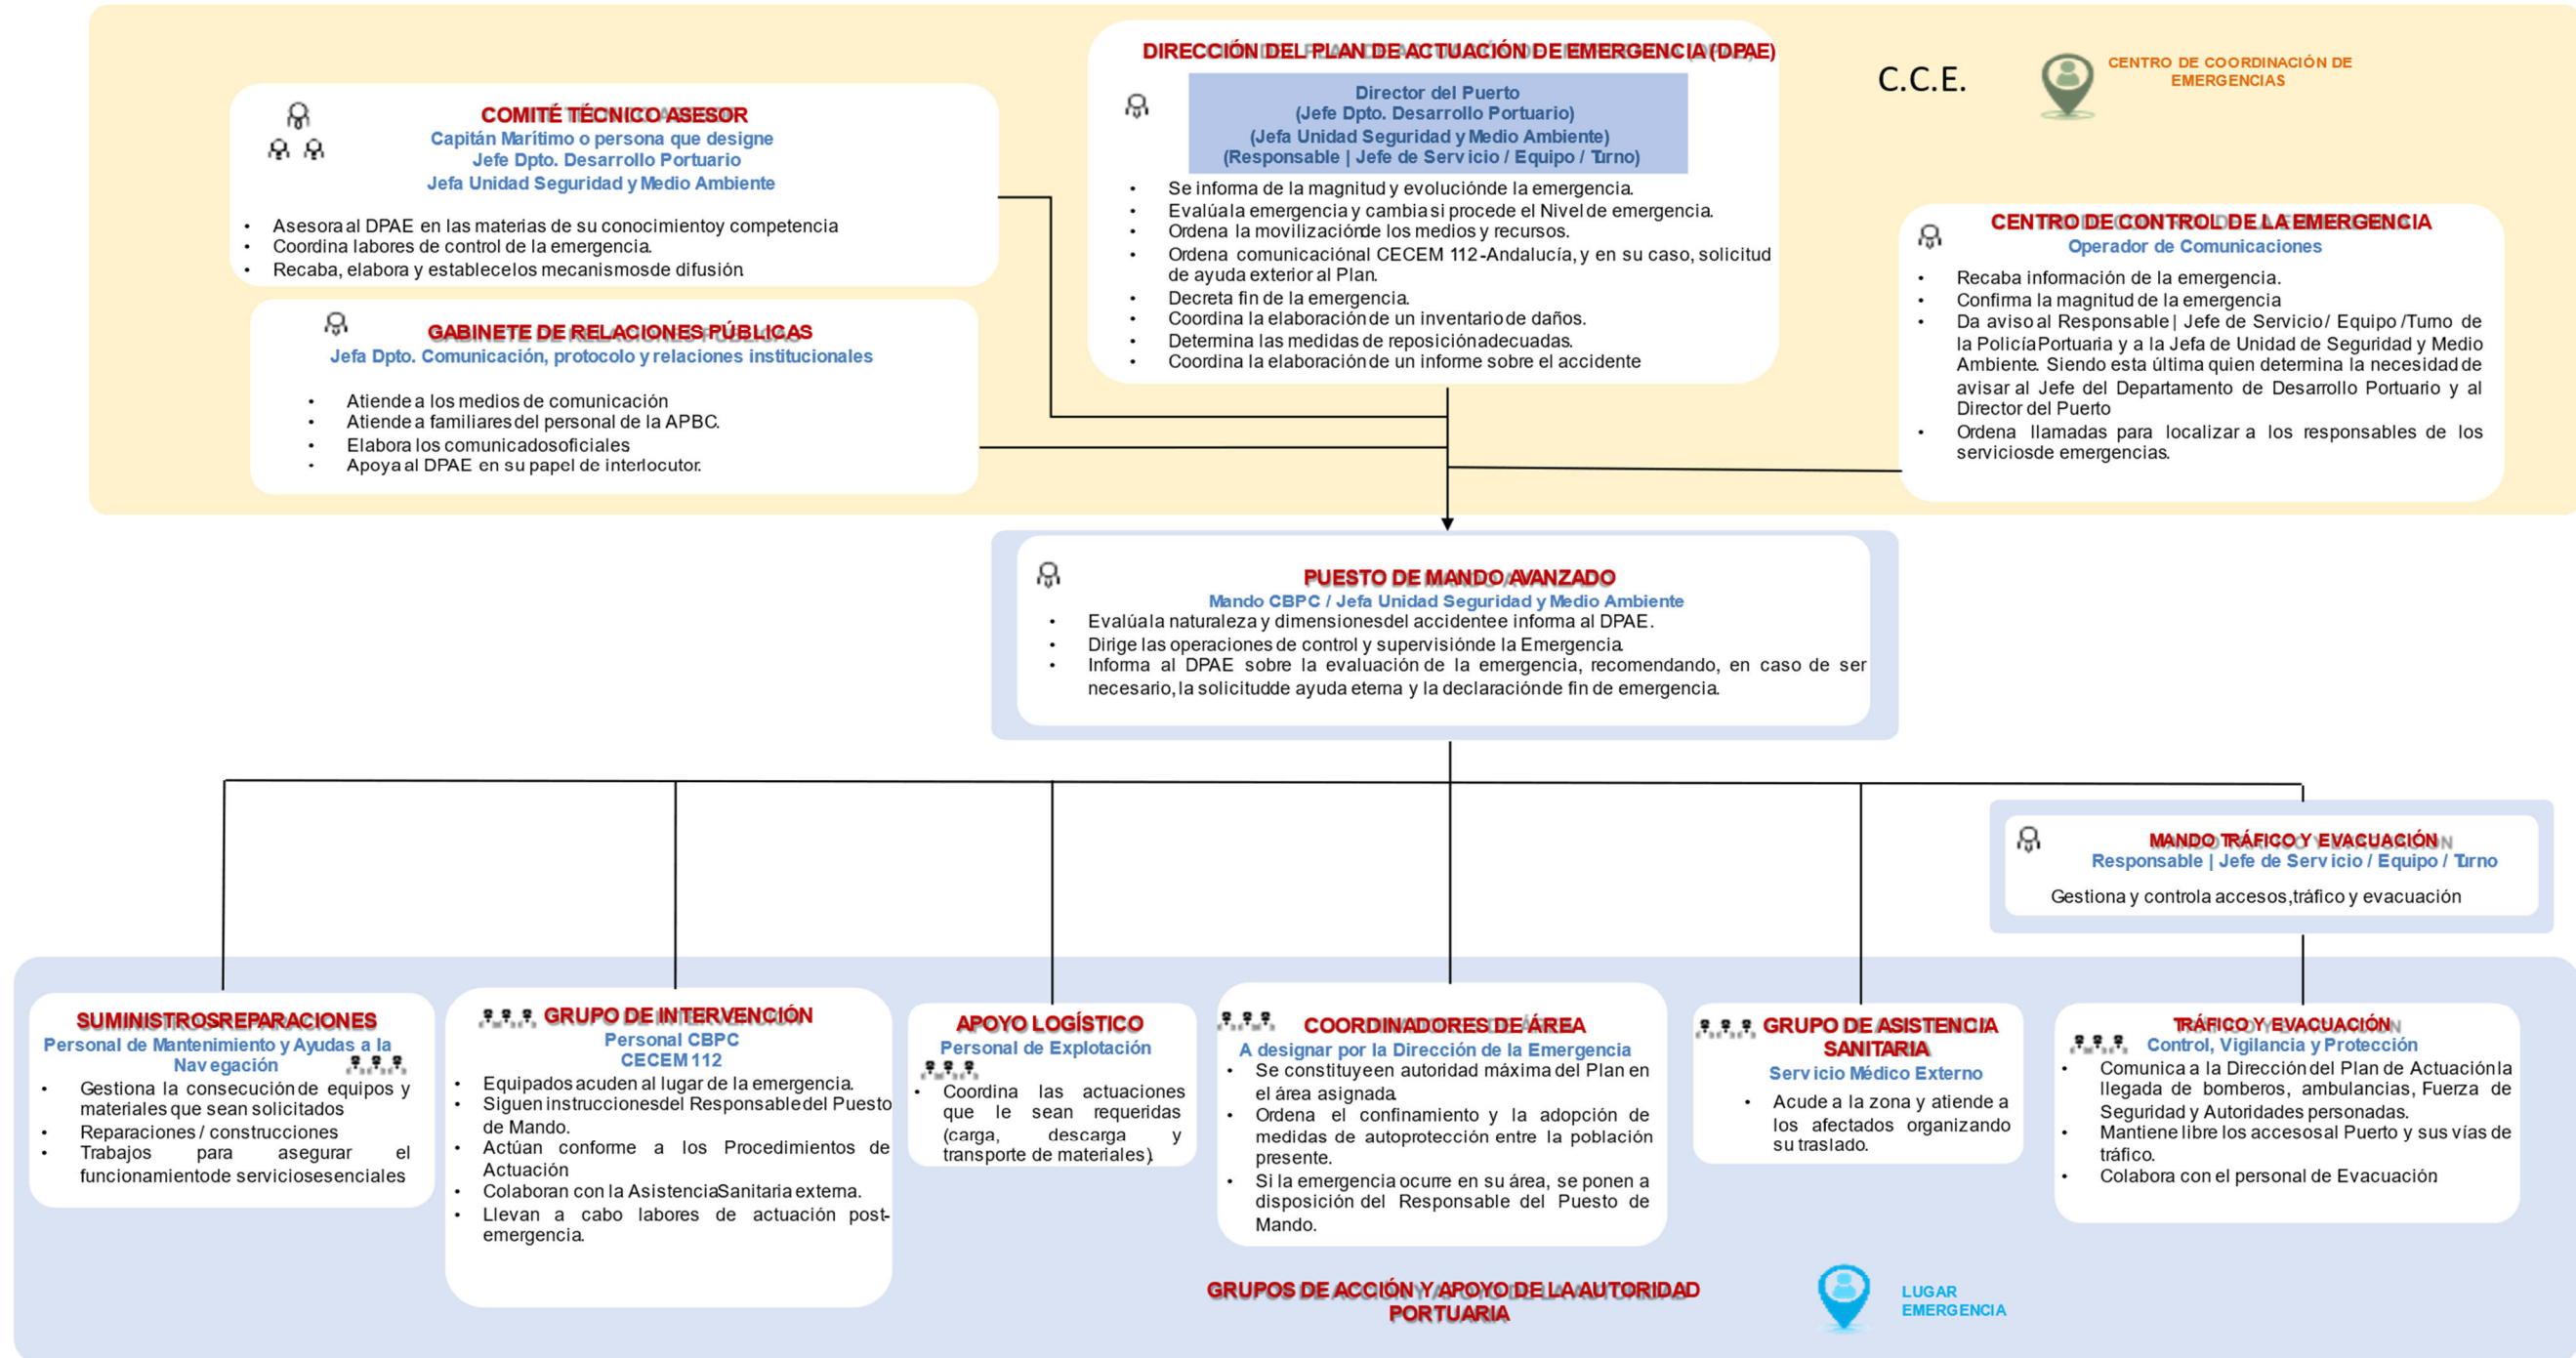 DIRECCIÓN DEL PLAN DE ACTUACIÓN DE EMERGENCIA (DPAE)
Director del Puerto
(Jefe Dpto. Desarrollo Portuario)
(Jefa Unidad Seguridad y Medio Ambiente)
(Responsable | Jefe de Servicio / Equipo / Turno)
• Se informa de la magnitud y evolución de la emergencia.
• Evalúa la emergencia y cambia si procede el Nivel de emergencia.
• Ordena la movilización de los medios y recursos.
• Ordena comunicación al CECEM 112-Andalucía, y en su caso, solicitud
de ayuda exterior al Plan.
• Decreta fin de la emergencia.
• Coordina la elaboración de un inventario de daños.
• Determina las medidas de reposición adecuadas.
• Coordina la elaboración de un informe sobre el accidente
C.C.E.
CENTRO DE COORDINACIÓN DE
EMERGENCIAS
COMITÉ TÉCNICO ASESOR
Capitán Marítimo o persona que designe
Jefe Dpto. Desarrollo Portuario
Jefa Unidad Seguridad y Medio Ambiente
• Asesora al DPAE en las materias de su conocimiento y competencia
• Coordina labores de control de la emergencia.
• Recaba, elabora y establece los mecanismos de difusión
GABINETE DE RELACIONES PÚBLICAS
Jefa Dpto. Comunicación, protocolo y relaciones institucionales
• Atiende a los medios de comunicación
• Atiende a familiares del personal de la APBC.
• Elabora los comunicados oficiales
• Apoya al DPAE en su papel de interlocutor.
CENTRO DE CONTROL DE LA EMERGENCIA
Operador de Comunicaciones
• Recaba información de la emergencia.
• Confirma la magnitud de la emergencia
• Da aviso al Responsable | Jefe de Servicio / Equipo /Turno de
la Policía Portuaria y a la Jefa de Unidad de Seguridad y Medio
Ambiente. Siendo esta última quien determina la necesidad de
avisar al Jefe del Departamento de Desarrollo Portuario y al
Director del Puerto
• Ordena llamadas para localizar a los responsables de los
servicios de emergencias.
PUESTO DE MANDO AVANZADO
Mando CBPC / Jefa Unidad Seguridad y Medio Ambiente
• Evalúa la naturaleza y dimensiones del accidente e informa al DPAE.
• Dirige las operaciones de control y supervisión de la Emergencia.
• Informa al DPAE sobre la evaluación de la emergencia, recomendando, en caso de ser
necesario, la solicitud de ayuda eterna y la declaración de fin de emergencia.
MANDO TRÁFICO Y EVACUACIÓN
Responsable | Jefe de Servicio / Equipo / Turno
Gestiona y controla accesos, tráfico y evacuación
SUMINISTROS REPARACIONES
Personal de Mantenimiento y Ayudas a la
Navegación
• Gestiona la consecución de equipos y
materiales que sean solicitados
• Reparaciones / construcciones
• Trabajos para asegurar el
funcionamiento de servicios esenciales
GRUPO DE INTERVENCIÓN
Personal CBPC
CECEM 112
• Equipados acuden al lugar de la emergencia.
• Siguen instrucciones del Responsable del Puesto
de Mando.
• Actúan conforme a los Procedimientos de
Actuación
• Colaboran con la Asistencia Sanitaria externa.
• Llevan a cabo labores de actuación post-
emergencia.
APOYO LOGÍSTICO
Personal de Explotación
• Coordina las actuaciones
que le sean requeridas
(carga, descarga y
transporte de materiales).
COORDINADORES DE ÁREA
A designar por la Dirección de la Emergencia
• Se constituye en autoridad máxima del Plan en
el área asignada.
• Ordena el confinamiento y la adopción de
medidas de autoprotección entre la población
presente.
• Si la emergencia ocurre en su área, se ponen a
disposición del Responsable del Puesto de
Mando.
GRUPO DE ASISTENCIA
SANITARIA
Servicio Médico Externo
• Acude a la zona y atiende a
los afectados organizando
su traslado.
TRÁFICO Y EVACUACIÓN
Control, Vigilancia y Protección
• Comunica a la Dirección del Plan de Actuación la
llegada de bomberos, ambulancias, Fuerza de
Seguridad y Autoridades personadas.
• Mantiene libre los accesos al Puerto y sus vías de
tráfico.
• Colabora con el personal de Evacuación
GRUPOS DE ACCIÓN Y APOYO DE LA AUTORIDAD
PORTUARIA
LUGAR
EMERGENCIA